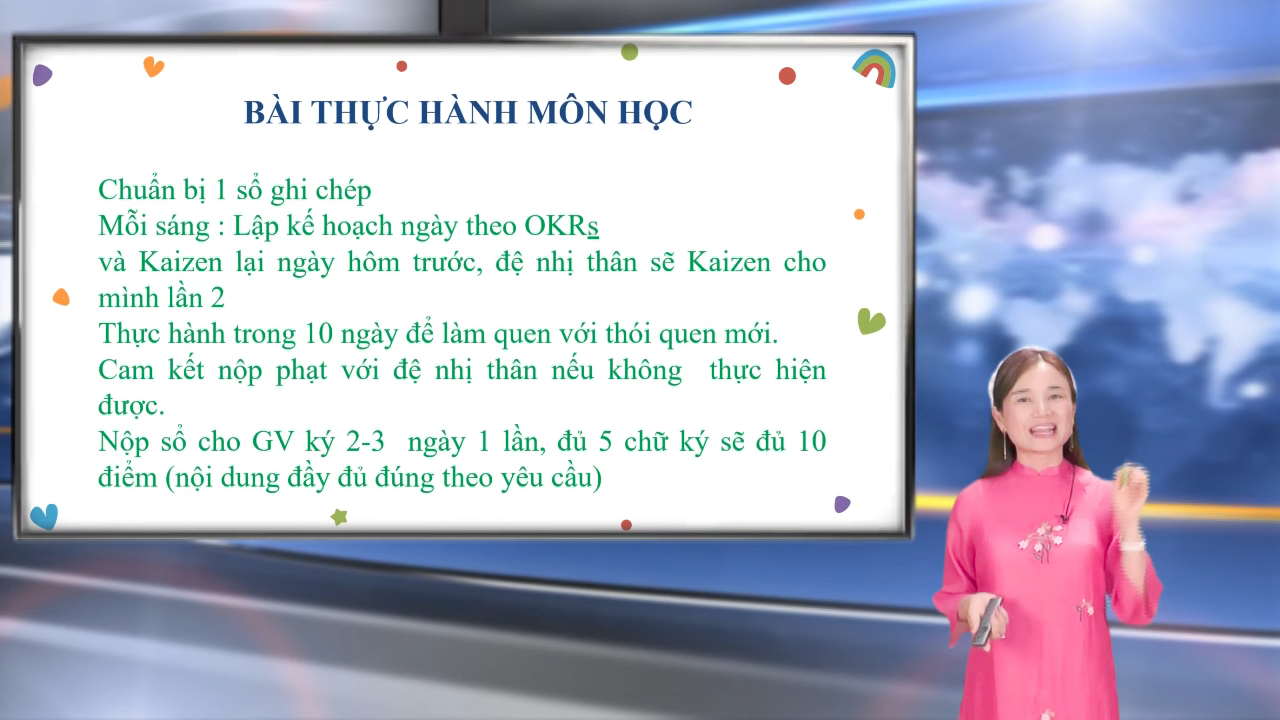 BÀI THỰC HÀNH MÔN HỌC
Chuẩn bị 1 sổ ghi chép
Mỗi sáng : Lập kế hoạch ngày theo OKRs
và Kaizen lại ngày hôm trước, đệ nhị thân sẽ Kaizen cho
mình lần 2
Thực hành trong 10 ngày để làm quen với thói quen mới.
Cam kết nộp phạt với đệ nhị thân nếu không thực hiện
được.
Nộp sổ cho GV ký 2-3 ngày 1 lần, đủ 5 chữ ký sẽ đủ 10
điểm (nội dung đầy đủ đúng theo yêu cầu)